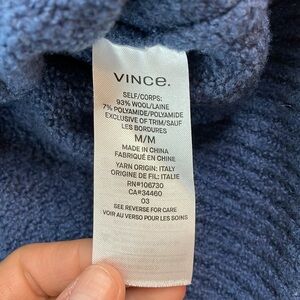 VINCE.
SELF/CORPS:
93% WOOL/LAINE
7% POLYAMIDE/POLYAMIDE
EXCLUSIVE OF TRIM/SAUF
LES BORDURES
M/M
MADE IN CHINA
FABRIQUÉ EN CHINE
YARN ORIGIN: ITALY
ORIGINE DE FIL: ITALIE
RN#106730
CA#34460
03
SEE REVERSE FOR CARE
VOIR AU VERSO POUR LES SOINS